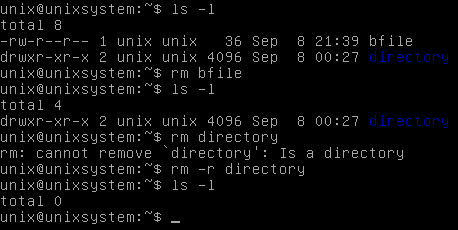 unix@unixsystem:~$ ls -l
total 8
-rw-r--r-- 1 unix unix   36 Sep  8 21:39 bfile
drwxr-xr-x 2 unix unix 4096 Sep  8 00:27 directory
unix@unixsystem:~$ rm bfile
unix@unixsystem:~$ ls -l
total 4
drwxr-xr-x 2 unix unix 4096 Sep  8 00:27 directory
unix@unixsystem:~$ rm directory
rm: cannot remove `directory': Is a directory
unix@unixsystem:~$ rm -r directory
unix@unixsystem:~$ ls -l
total 0
unix@unixsystem:~$ _